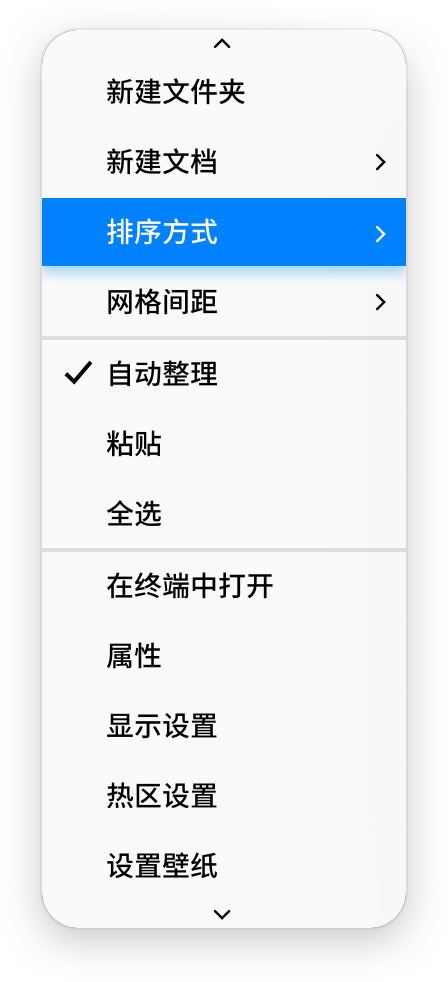 新建文件夹
新建文档
排序方式
网格间距
自动整理
粘贴
全选
在终端中打开
属性
显示设置
热区设置
设置壁纸